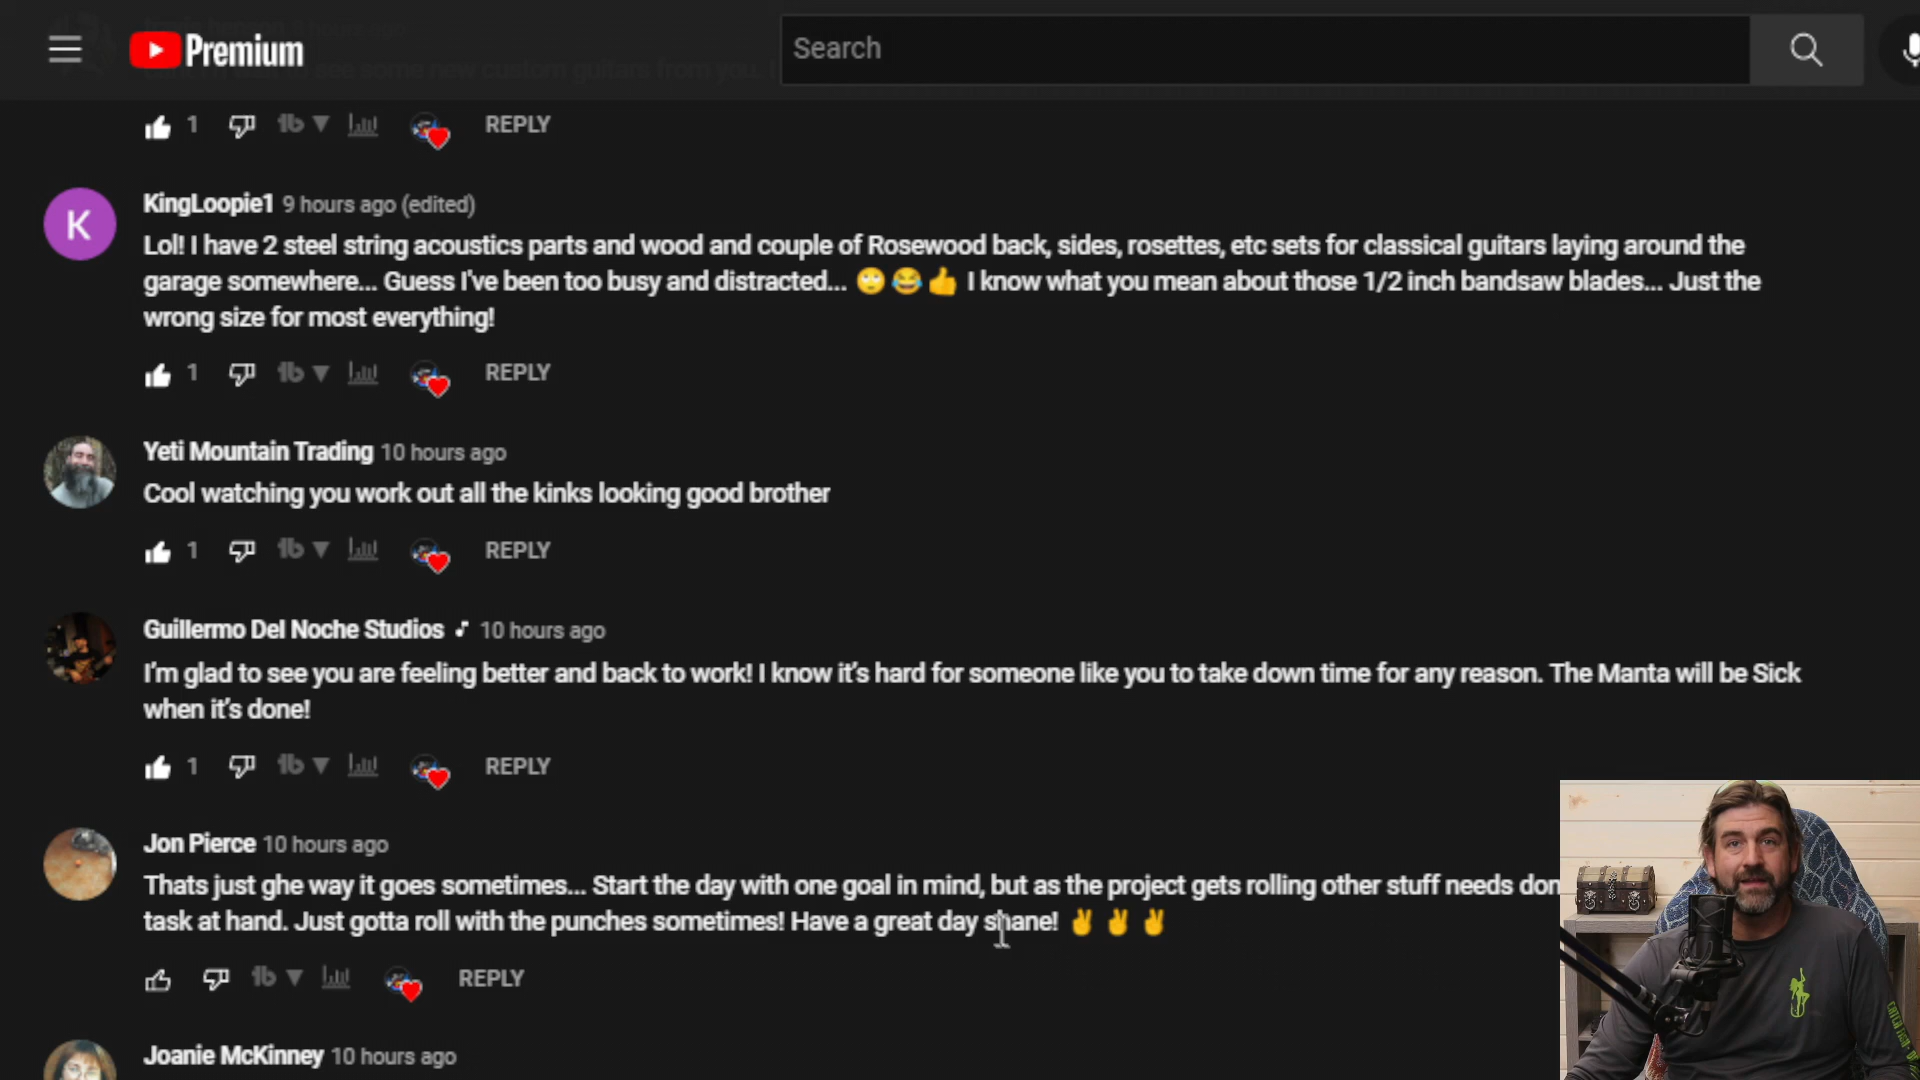 Premium
Search
1
REPLY
KingLoopie1 9 hours ago (edited)
Lol! I have 2 steel string acoustics parts and wood and couple of Rosewood back, sides, rosettes, etc sets for classical guitars laying around the
garage somewhere... Guess I've been too busy and distracted... 🙄😂👍 I know what you mean about those 1/2 inch bandsaw blades... Just the
wrong size for most everything!
1
REPLY
Yeti Mountain Trading 10 hours ago
Cool watching you work out all the kinks looking good brother
1
REPLY
Guillermo Del Noche Studios 10 hours ago
I'm glad to see you are feeling better and back to work! I know it's hard for someone like you to take down time for any reason. The Manta will be Sick
when it's done!
1
REPLY
Jon Pierce 10 hours ago
Thats just ghe way it goes sometimes... Start the day with one goal in mind, but as the project gets rolling other stuff needs don
task at hand. Just gotta roll with the punches sometimes! Have a great day shane! ✌✌✌
REPLY
Joanie McKinney 10 hours ago